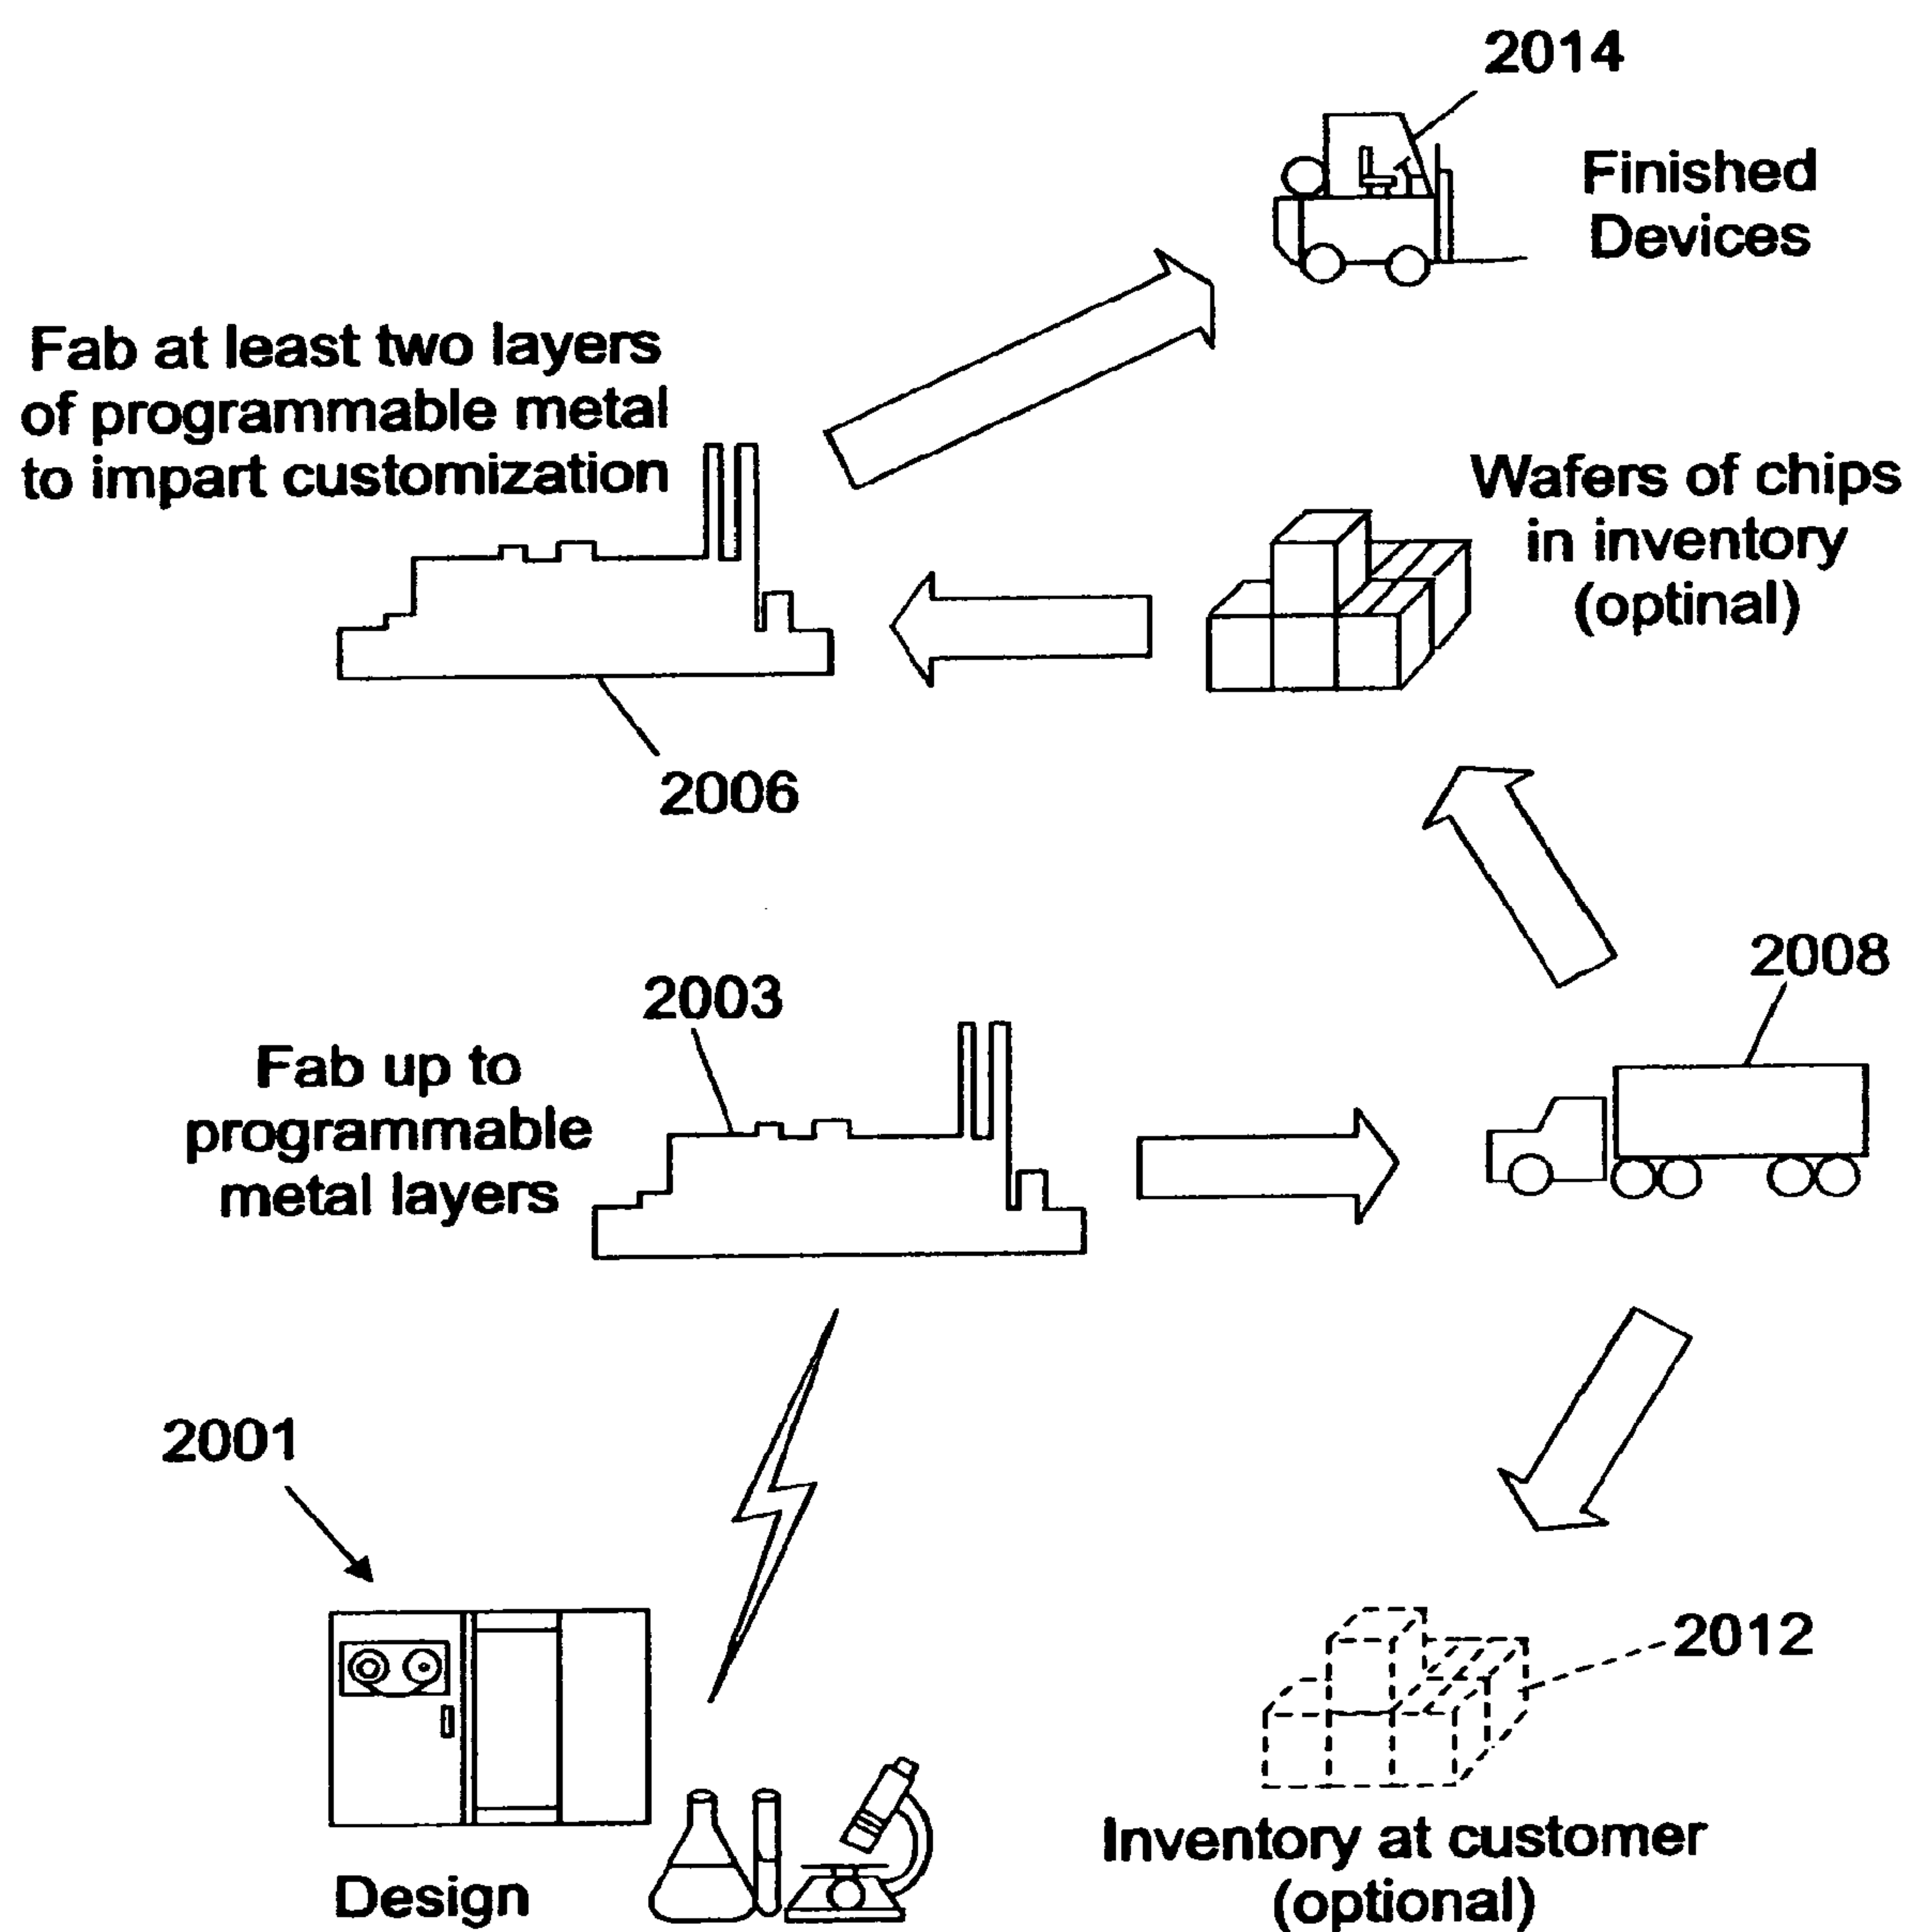 2014
Finished
Devices
Fab at least two layers
of programmable metal
to impart customization
Wafers of chips
in inventory
(optinal)
2006
2008
2003
Fab up to
programmable
metal layers
2001
2012
Inventory at customer
(optional)
Design